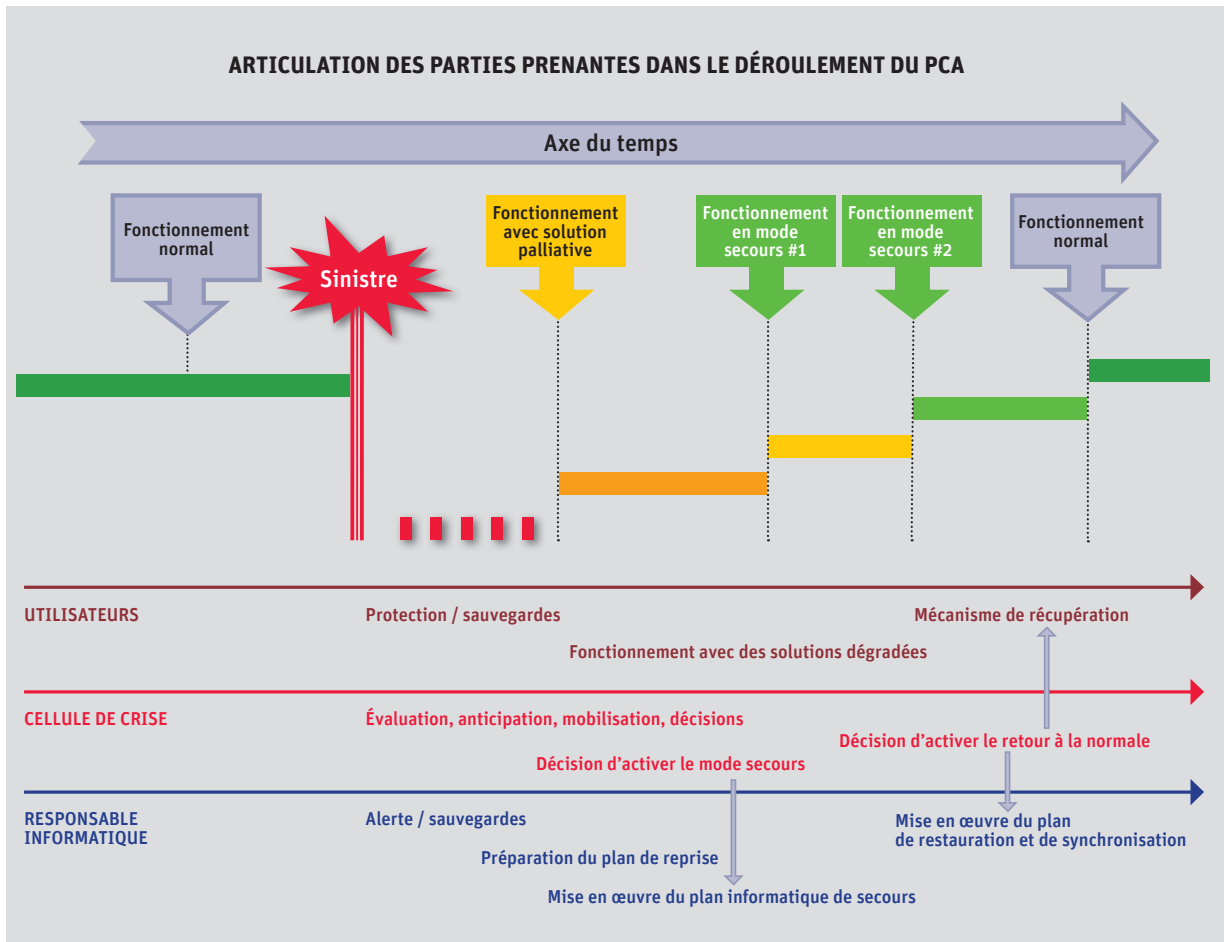 ARTICULATION DES PARTIES PRENANTES DANS LE DÉROULEMENT DU PCA
Axe du temps
Fonctionnement
normal
Sinistre
Fonctionnement
avec solution
palliative
Fonctionnement
en mode
secours #1
Fonctionnement
en mode
secours #2
Fonctionnement
normal
UTILISATEURS
Protection / sauvegardes
Mécanisme de récupération
Fonctionnement avec des solutions dégradées
CELLULE DE CRISE
Évaluation, anticipation, mobilisation, décisions
Décision d'activer le retour à la normale
Décision d'activer le mode secours
RESPONSABLE
INFORMATIQUE
Alerte / sauvegardes
Mise en œuvre du plan
de restauration et de synchronisation
Préparation du plan de reprise
Mise en œuvre du plan informatique de secours